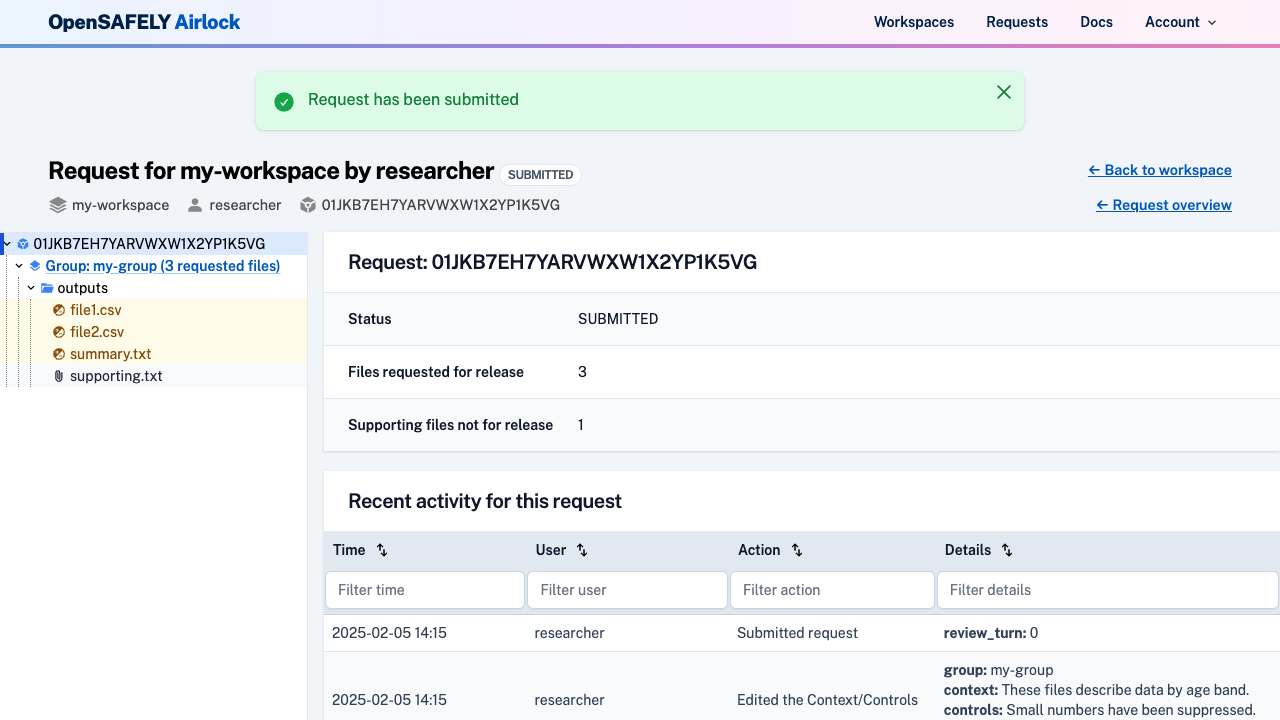 OpenSAFELY Airlock
Workspaces Requests Docs Account
Request has been submitted
Request for my-workspace by researcher SUBMITTED
← Back to workspace
my-workspace researcher 01JKB7EH7YARVWXW1X2YP1K5VG
← Request overview
01JKB7EH7YARVWXW1X2YP1K5VG
Group: my-group (3 requested files)
outputs
file1.csv
file2.csv
summary.txt
supporting.txt
Request: 01JKB7EH7YARVWXW1X2YP1K5VG
Status SUBMITTED
Files requested for release 3
Supporting files not for release 1
Recent activity for this request
Time User Action Details
Filter time Filter user Filter action Filter details
2025-02-05 14:15 researcher Submitted request review_turn: 0
2025-02-05 14:15 researcher Edited the Context/Controls group: my-group
context: These files describe data by age band.
controls: Small numbers have been suppressed.